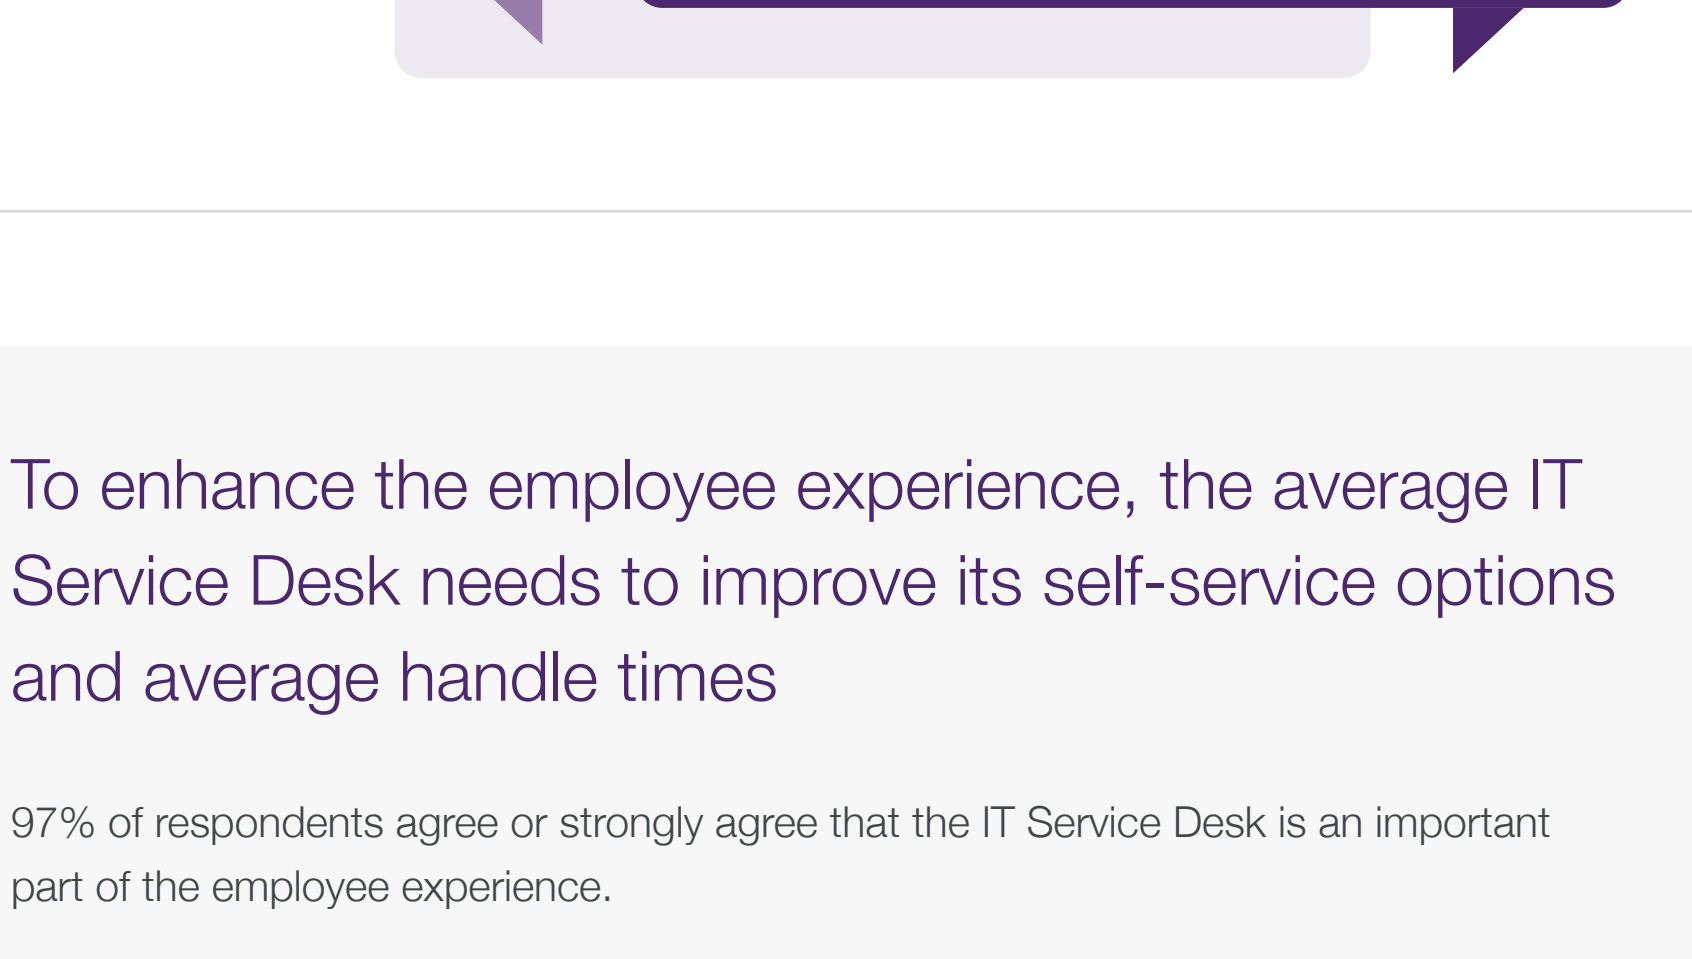 To enhance the employee experience, the average IT
Service Desk needs to improve its self-service options
and average handle times
97% of respondents agree or strongly agree that the IT Service Desk is an important
part of the employee experience.